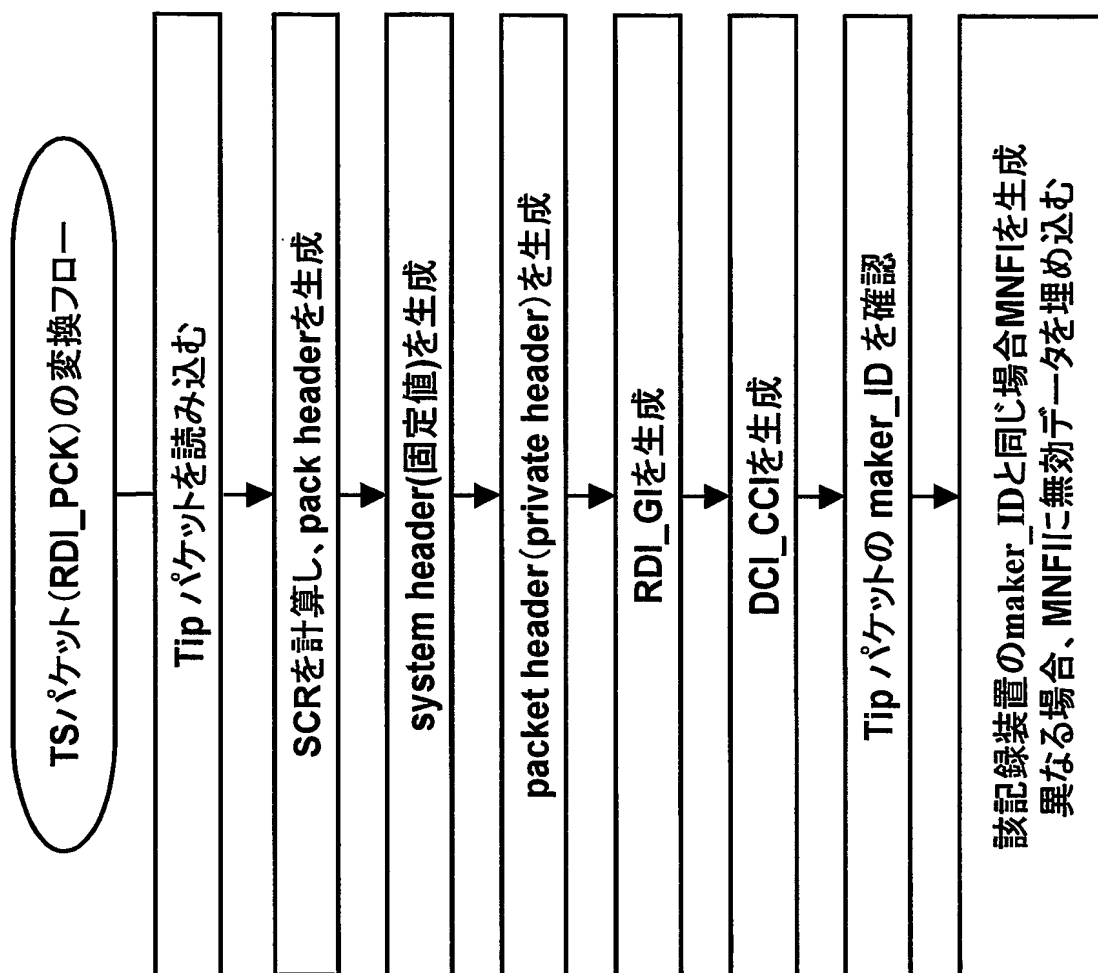 TSパケット(RDI_PCK)の変換フロー
Tip パケットを読み込む
SCRを計算し、pack headerを生成
system header(固定値)を生成
packet header(private header)を生成
RDI_GIを生成
DCI_CCIを生成
Tip パケットの maker_ID を確認
該記録装置のmaker_IDと同じ場合MNFIを生成
異なる場合、MNFIに無効データを埋め込む